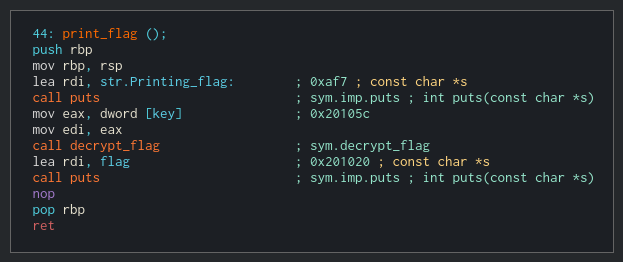 44: print_flag ();
push rbp
mov rbp, rsp
lea rdi, str.Printing_flag: ; 0xaf7 ; const char *s
call puts ; sym.imp.puts ; int puts(const char *s)
mov eax, dword [key] ; 0x20105c
mov edi, eax
call decrypt_flag ; sym.decrypt_flag
lea rdi, flag ; 0x201020 ; const char *s
call puts ; sym.imp.puts ; int puts(const char *s)
nop
pop rbp
ret